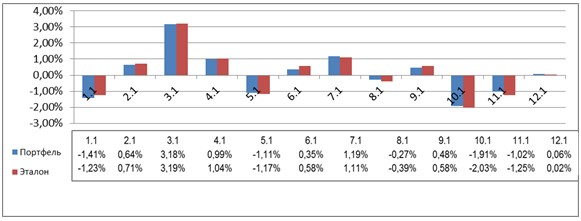 4,00%
3,00%
2,00%
1,00%
0,00%
-1,00%
-2,00%
-3,00%
1.1 2.1 3.1 4.1 5.1 6.1 7.1 8.1 9.1 10.1 11.1 12.1
1.1 2.1 3.1 4.1 5.1 6.1 7.1 8.1 9.1 10.1 11.1 12.1
Портфель -1,41% 0,64% 3,18% 0,99% -1,11% 0,35% 1,19% -0,27% 0,48% -1,91% -1,02% 0,06%
Эталон -1,23% 0,71% 3,19% 1,04% -1,17% 0,58% 1,11% -0,39% 0,58% -2,03% -1,25% 0,02%